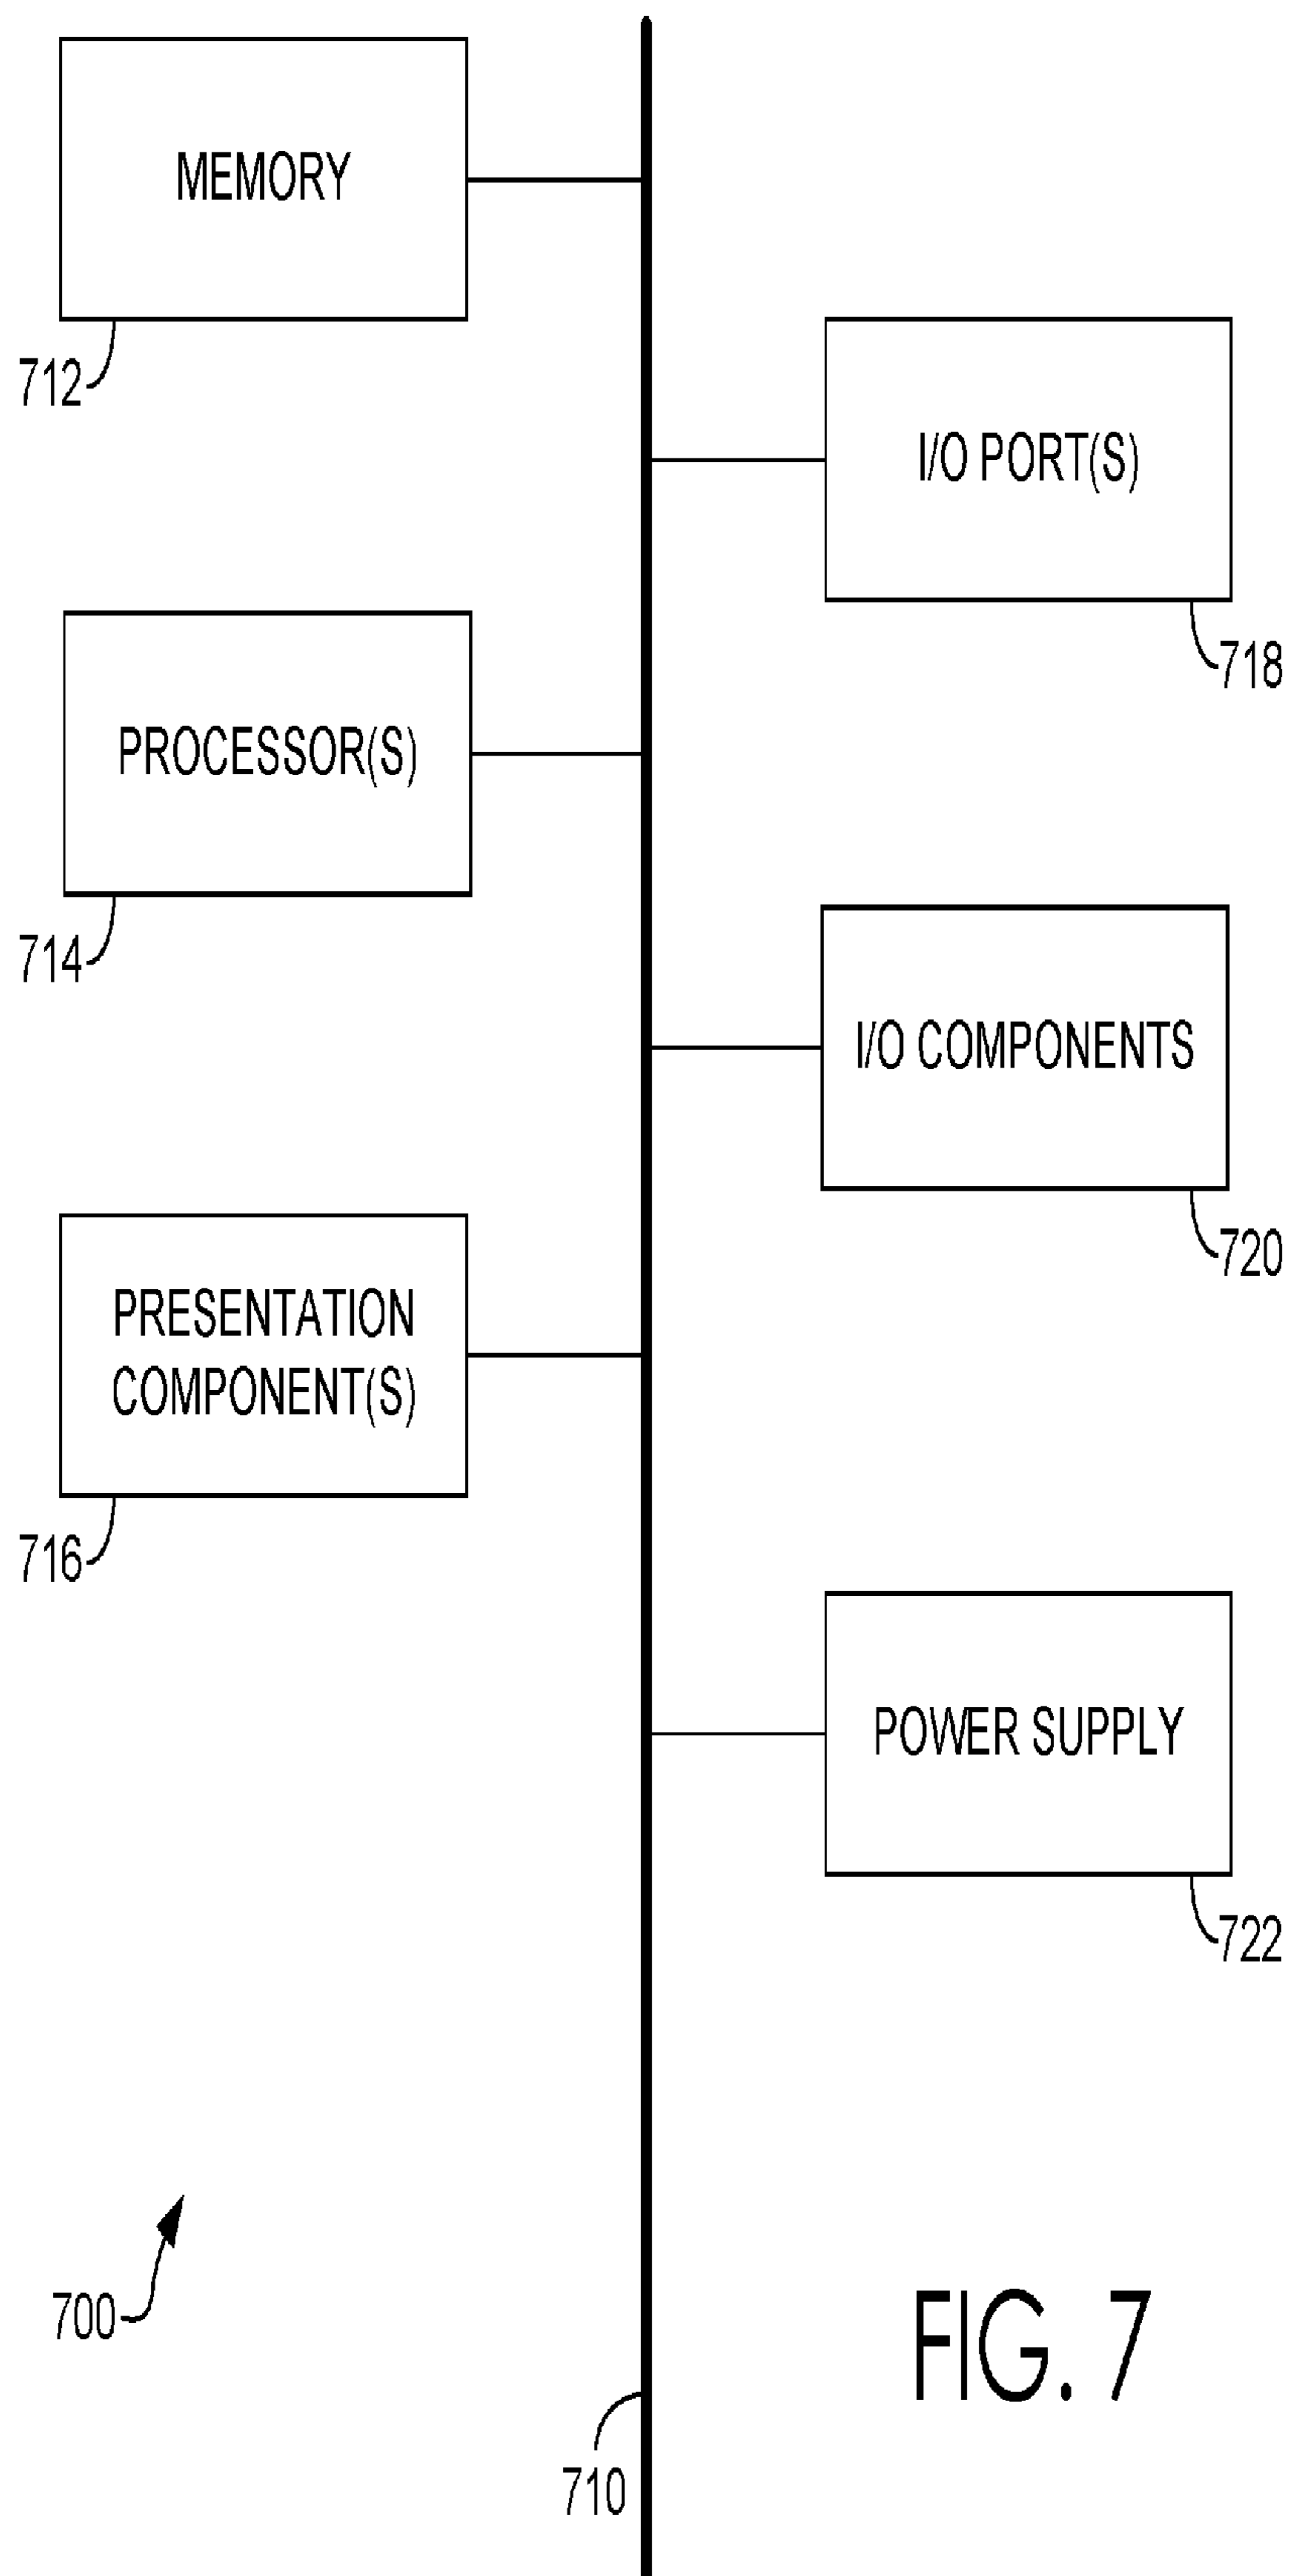 MEMORY
712
I/O PORT(S)
718
PROCESSOR(S)
714
I/O COMPONENTS
720
PRESENTATION
COMPONENT(S)
716
POWER SUPPLY
722
700
FIG. 7
710